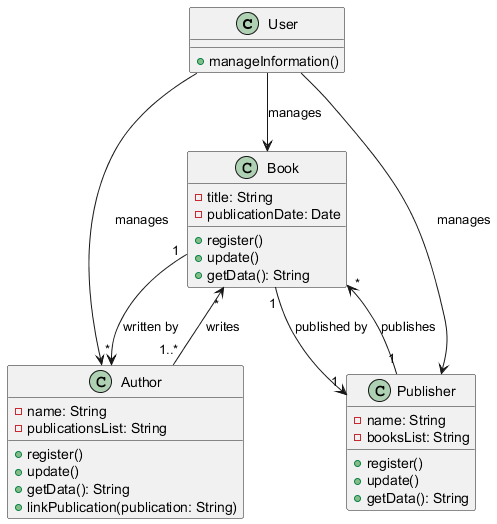 C User
manageInformation()
manages
C Book
title: String
publicationDate: Date
register()
update()
getData(): String
manages
manages
1
1
*
*
written by
writes
published by
publishes
*
1..*
1
1
C Author
name: String
publicationsList: String
register()
update()
getData(): String
linkPublication(publication: String)
C Publisher
name: String
booksList: String
register()
update()
getData(): String